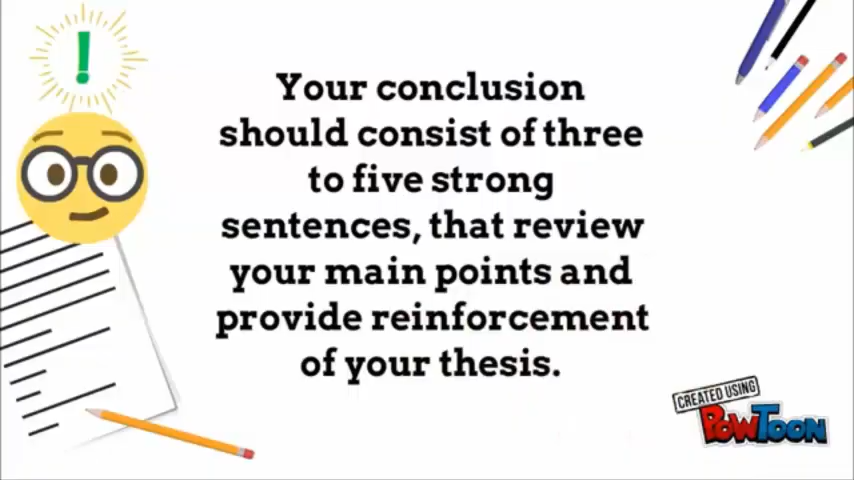 !
Your conclusion
should consist of three
to five strong
sentences, that review
your main points and
provide reinforcement
of your thesis.
CREATED USING
POWTOON